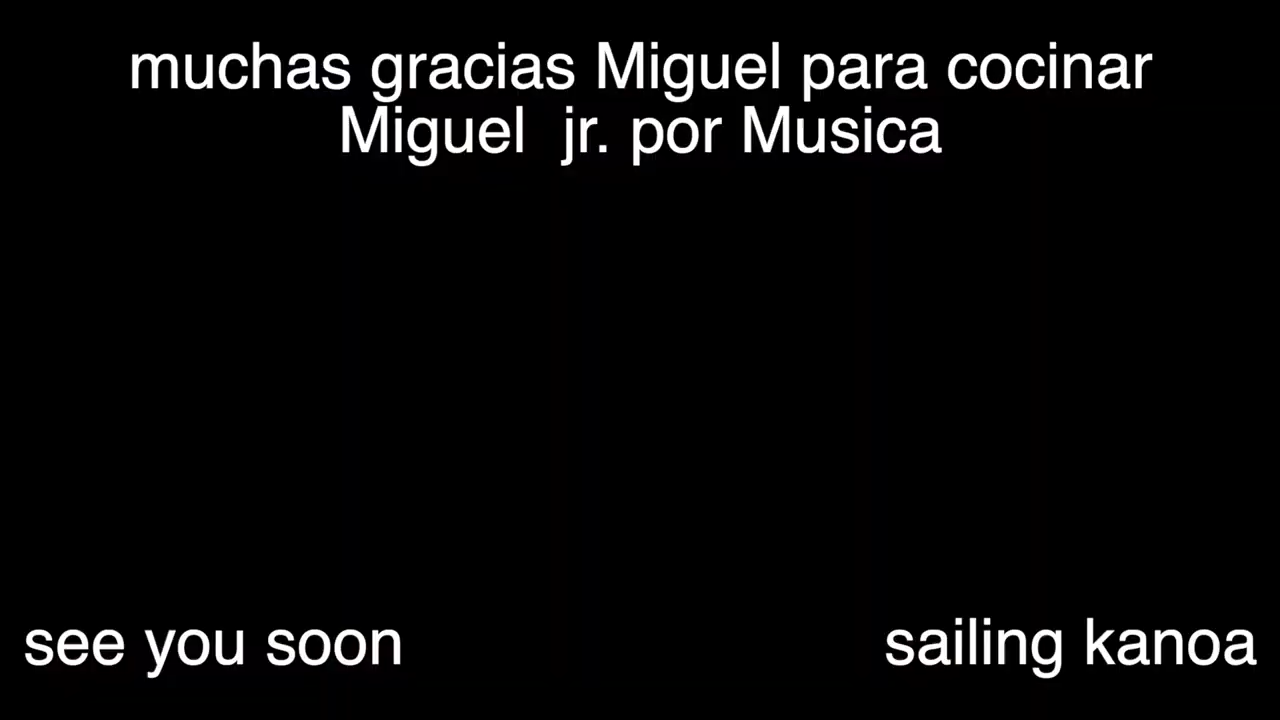 muchas gracias Miguel para cocinar
Miguel  jr. por Musica
see you soon
sailing kanoa